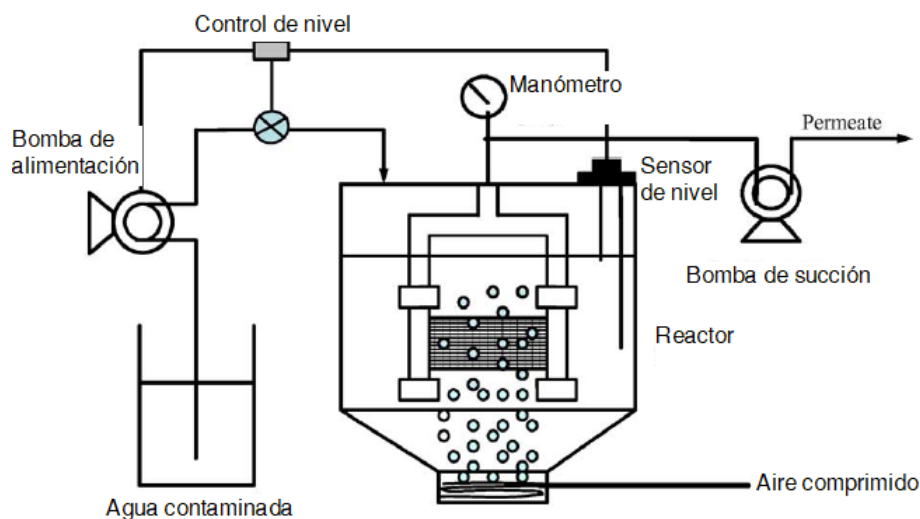 Control de nivel
Manómetro
Permeate
Bomba de
alimentación
Sensor
de nivel
Bomba de succión
Reactor
Aire comprimido
Agua contaminada